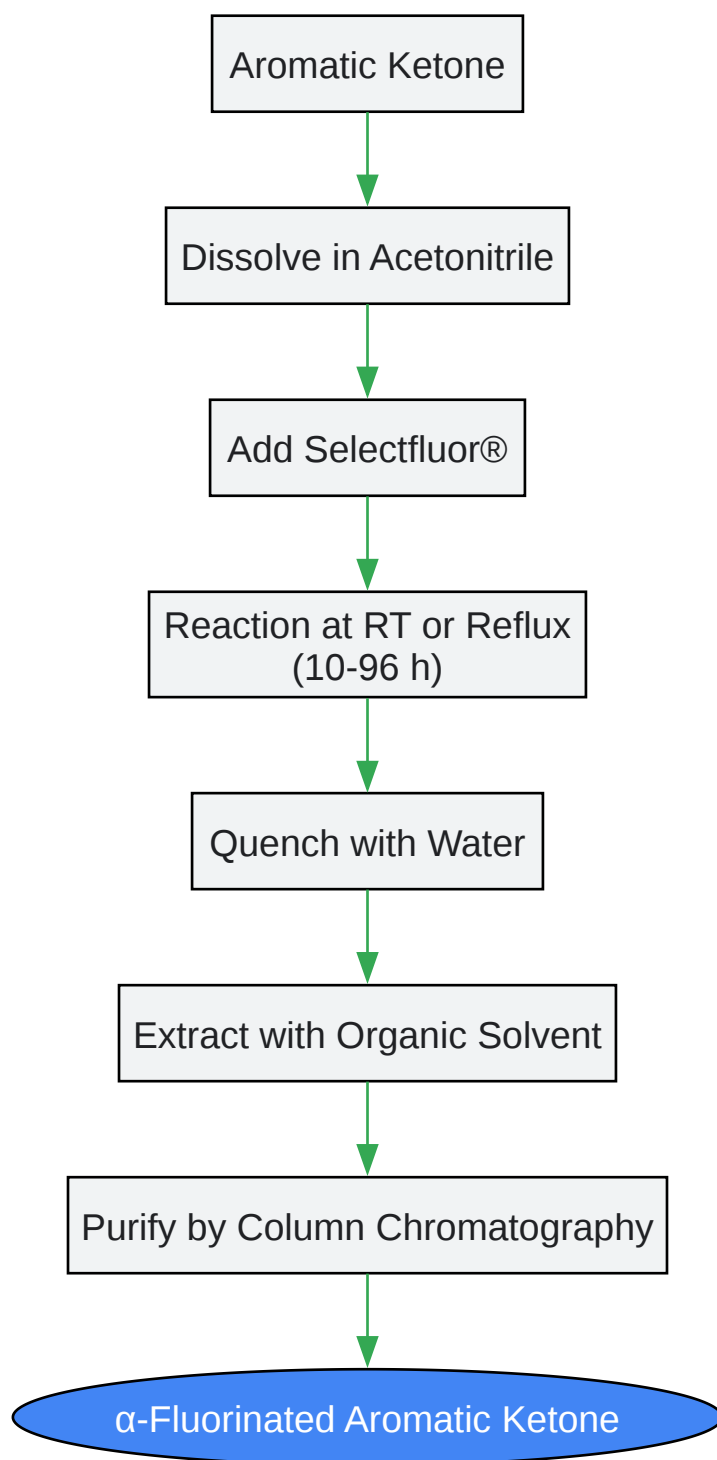 Aromatic Ketone
Dissolve in Acetonitrile
Add Selectfluor®
Reaction at RT or Reflux
(10-96 h)
Quench with Water
Extract with Organic Solvent
Purify by Column Chromatography
α-Fluorinated Aromatic Ketone